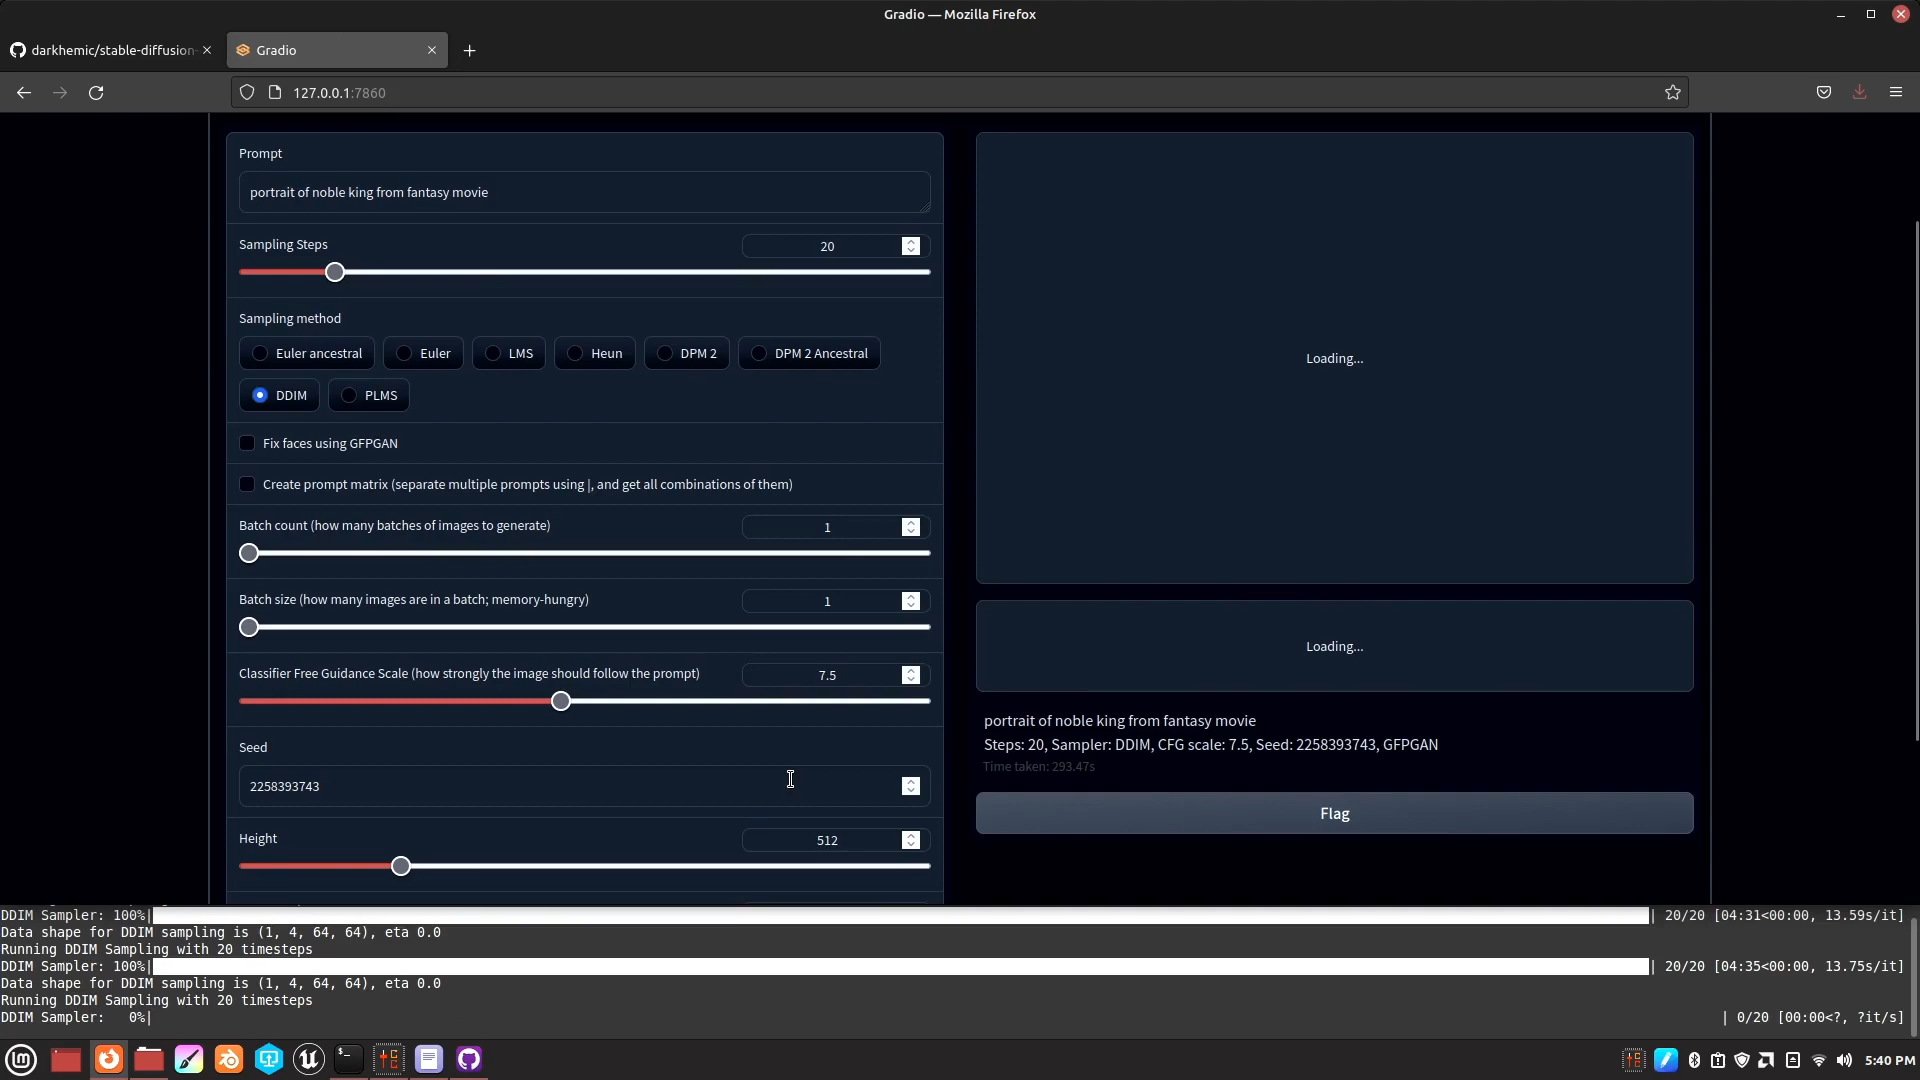 Gradio — Mozilla Firefox
darkhemic/stable-diffusion-
Gradio
127.0.0.1:7860
Prompt
portrait of noble king from fantasy movie
Sampling Steps
20
Sampling method
Euler ancestral
Euler
LMS
Heun
DPM 2
DPM 2 Ancestral
DDIM
PLMS
Fix faces using GFPGAN
Create prompt matrix (separate multiple prompts using |, and get all combinations of them)
Batch count (how many batches of images to generate)
1
Batch size (how many images are in a batch; memory-hungry)
1
Classifier Free Guidance Scale (how strongly the image should follow the prompt)
7.5
Seed
2258393743
Height
512
Loading...
Loading...
portrait of noble king from fantasy movie
Steps: 20, Sampler: DDIM, CFG scale: 7.5, Seed: 2258393743, GFPGAN
Time taken: 293.47s
Flag
DDIM Sampler: 100%| | 20/20 [04:31<00:00, 13.59s/it]
Data shape for DDIM sampling is (1, 4, 64, 64), eta 0.0
Running DDIM Sampling with 20 timesteps
DDIM Sampler: 100%| | 20/20 [04:35<00:00, 13.75s/it]
Data shape for DDIM sampling is (1, 4, 64, 64), eta 0.0
Running DDIM Sampling with 20 timesteps
DDIM Sampler: 0%| | 0/20 [00:00<?, ?it/s]
5:40 PM